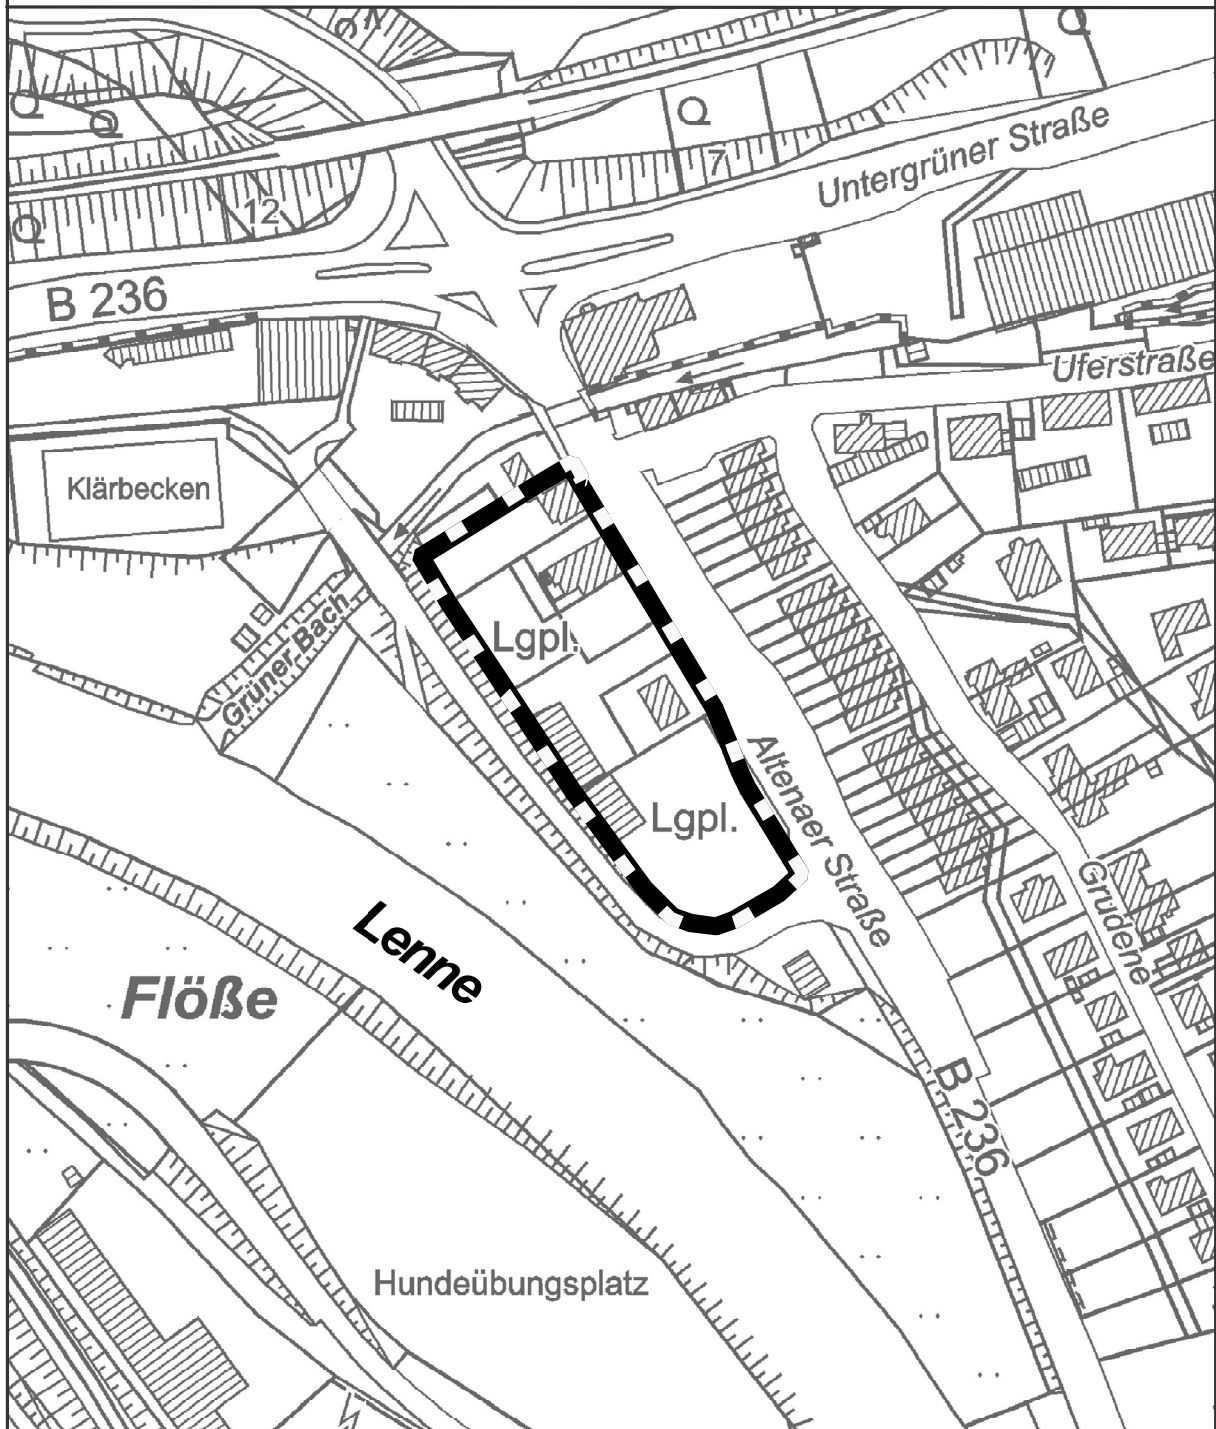 Q
Q
Q
Q
Q
Q
7
12
Untergrüner Straße
B 236
Uferstraße
Klärbecken
Grüner Bach
Lgpl.
Lgpl.
Altenaer Straße
Lenne
Flöße
Grudene
B 236
Hundeübungsplatz